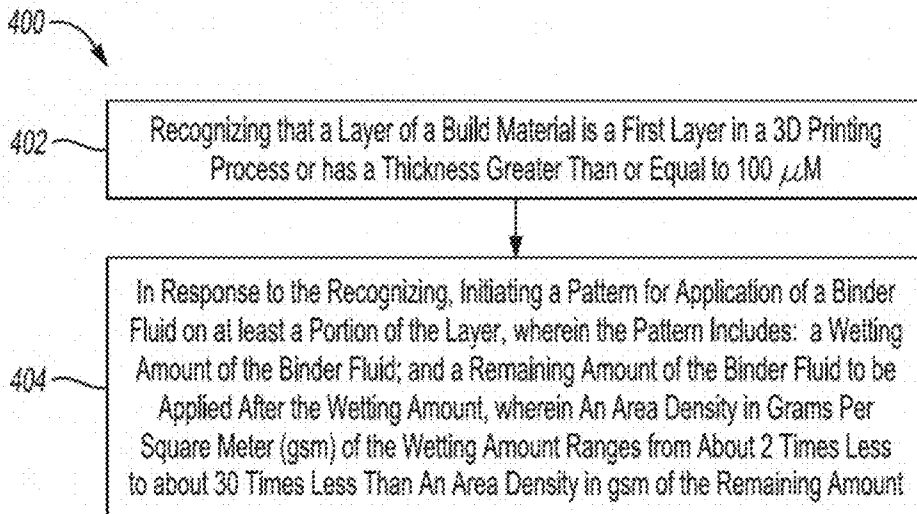 400
402
Recognizing that a Layer of a Build Material is a First Layer in a 3D Printing
Process or has a Thickness Greater Than or Equal to 100 μM
404
In Response to the Recognizing, Initiating a Pattern for Application of a Binder
Fluid on at least a Portion of the Layer, wherein the Pattern Includes: a Wetting
Amount of the Binder Fluid; and a Remaining Amount of the Binder Fluid to be
Applied After the Wetting Amount, wherein An Area Density in Grams Per
Square Meter (gsm) of the Wetting Amount Ranges from About 2 Times Less
to about 30 Times Less Than An Area Density in gsm of the Remaining Amount